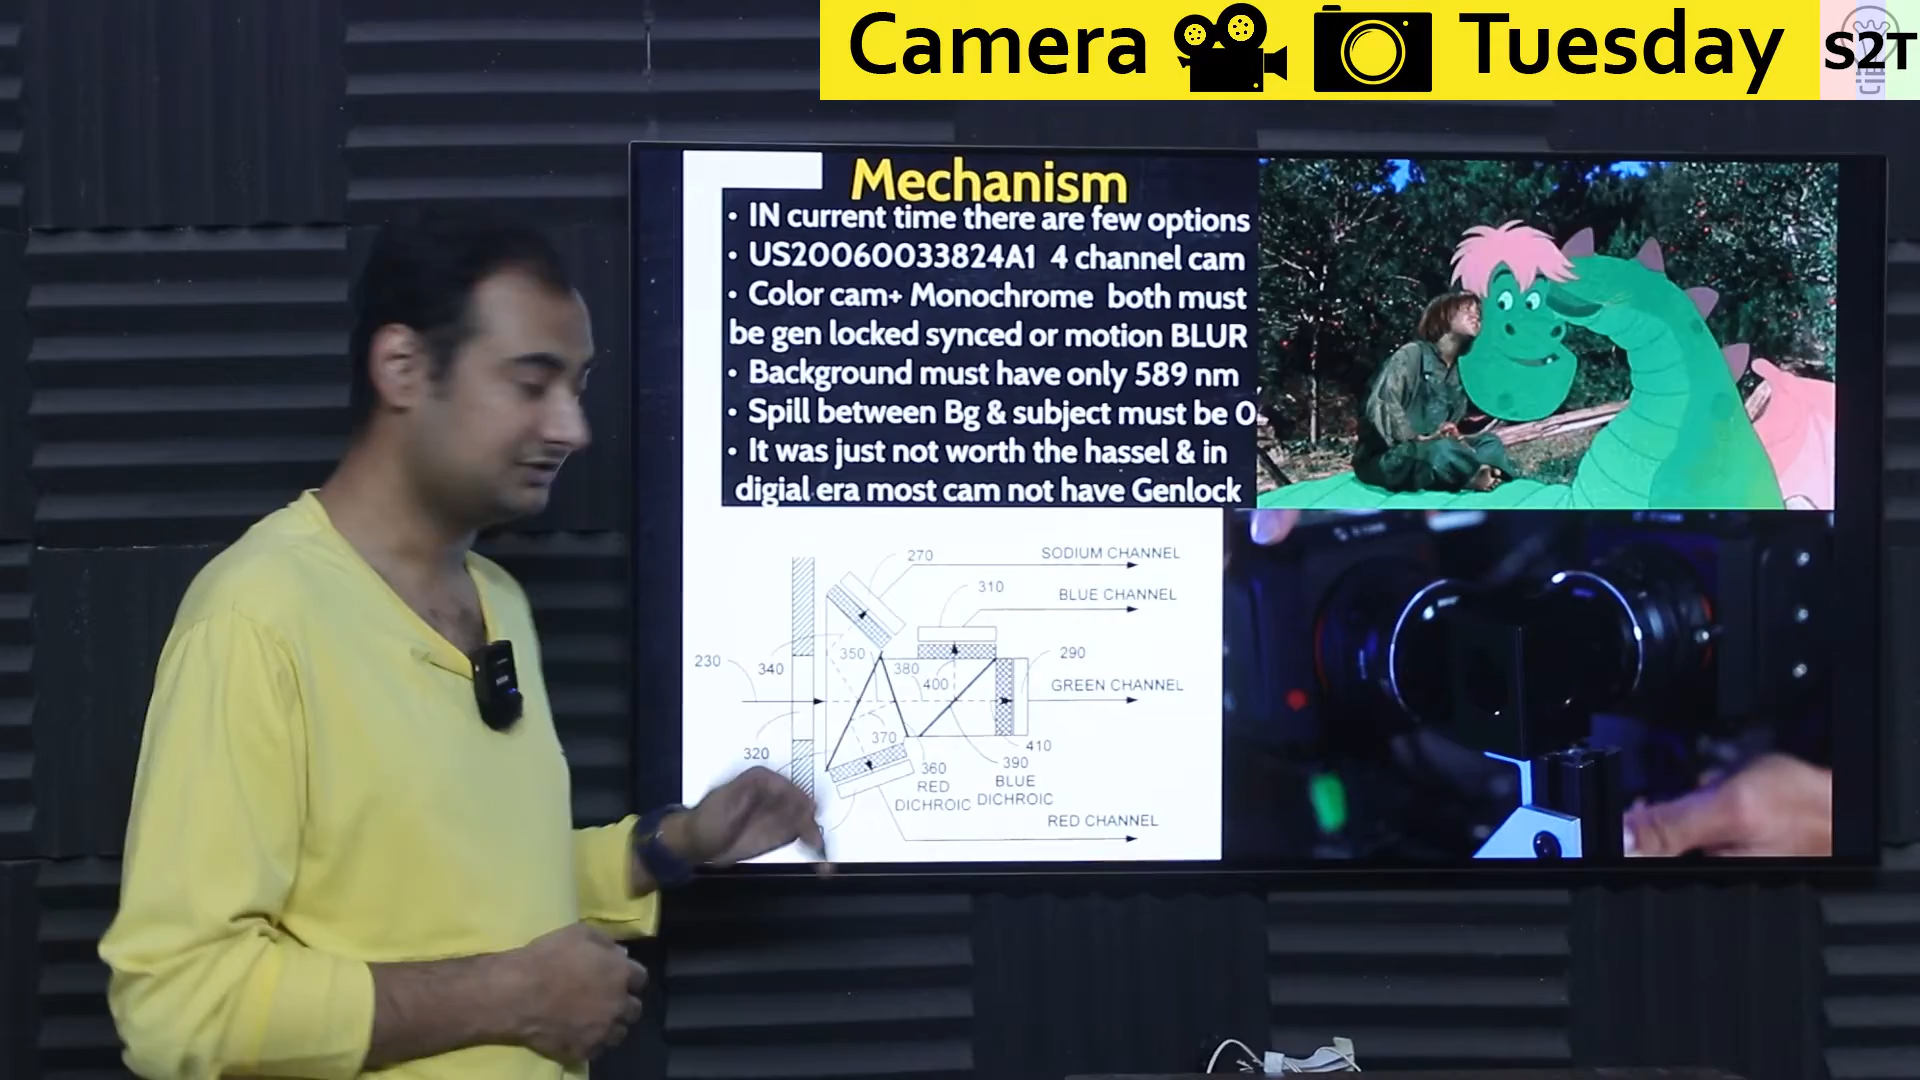 Camera Tuesday S2T
Mechanism
• IN current time there are few options
• US20060033824A1 4 channel cam
• Color cam+ Monochrome both must
be gen locked synced or motion BLUR
• Background must have only 589 nm
• Spill between Bg & subject must be 0
• It was just not worth the hassel & in
digial era most cam not have Genlock
270
SODIUM CHANNEL
310
BLUE CHANNEL
230
340
350
380
400
290
GREEN CHANNEL
320
370
410
360
RED
DICHROIC
390
BLUE
DICHROIC
RED CHANNEL